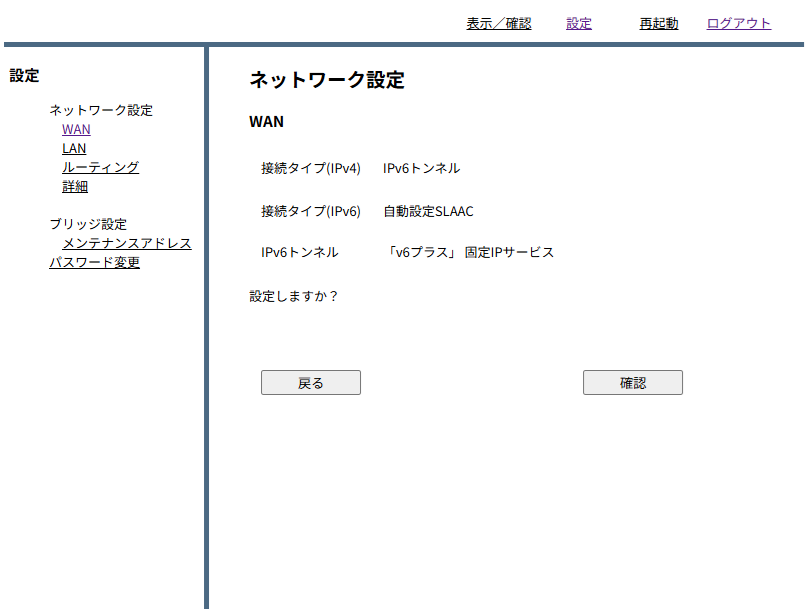 表示／確認 設定 再起動 ログアウト
設定
ネットワーク設定
WAN
LAN
ルーティング
詳細
ブリッジ設定
メンテナンスアドレス
パスワード変更
ネットワーク設定
WAN
接続タイプ(IPv4) IPv6トンネル
接続タイプ(IPv6) 自動設定SLAAC
IPv6トンネル 「v6プラス」 固定IPサービス
設定しますか？
戻る 確認